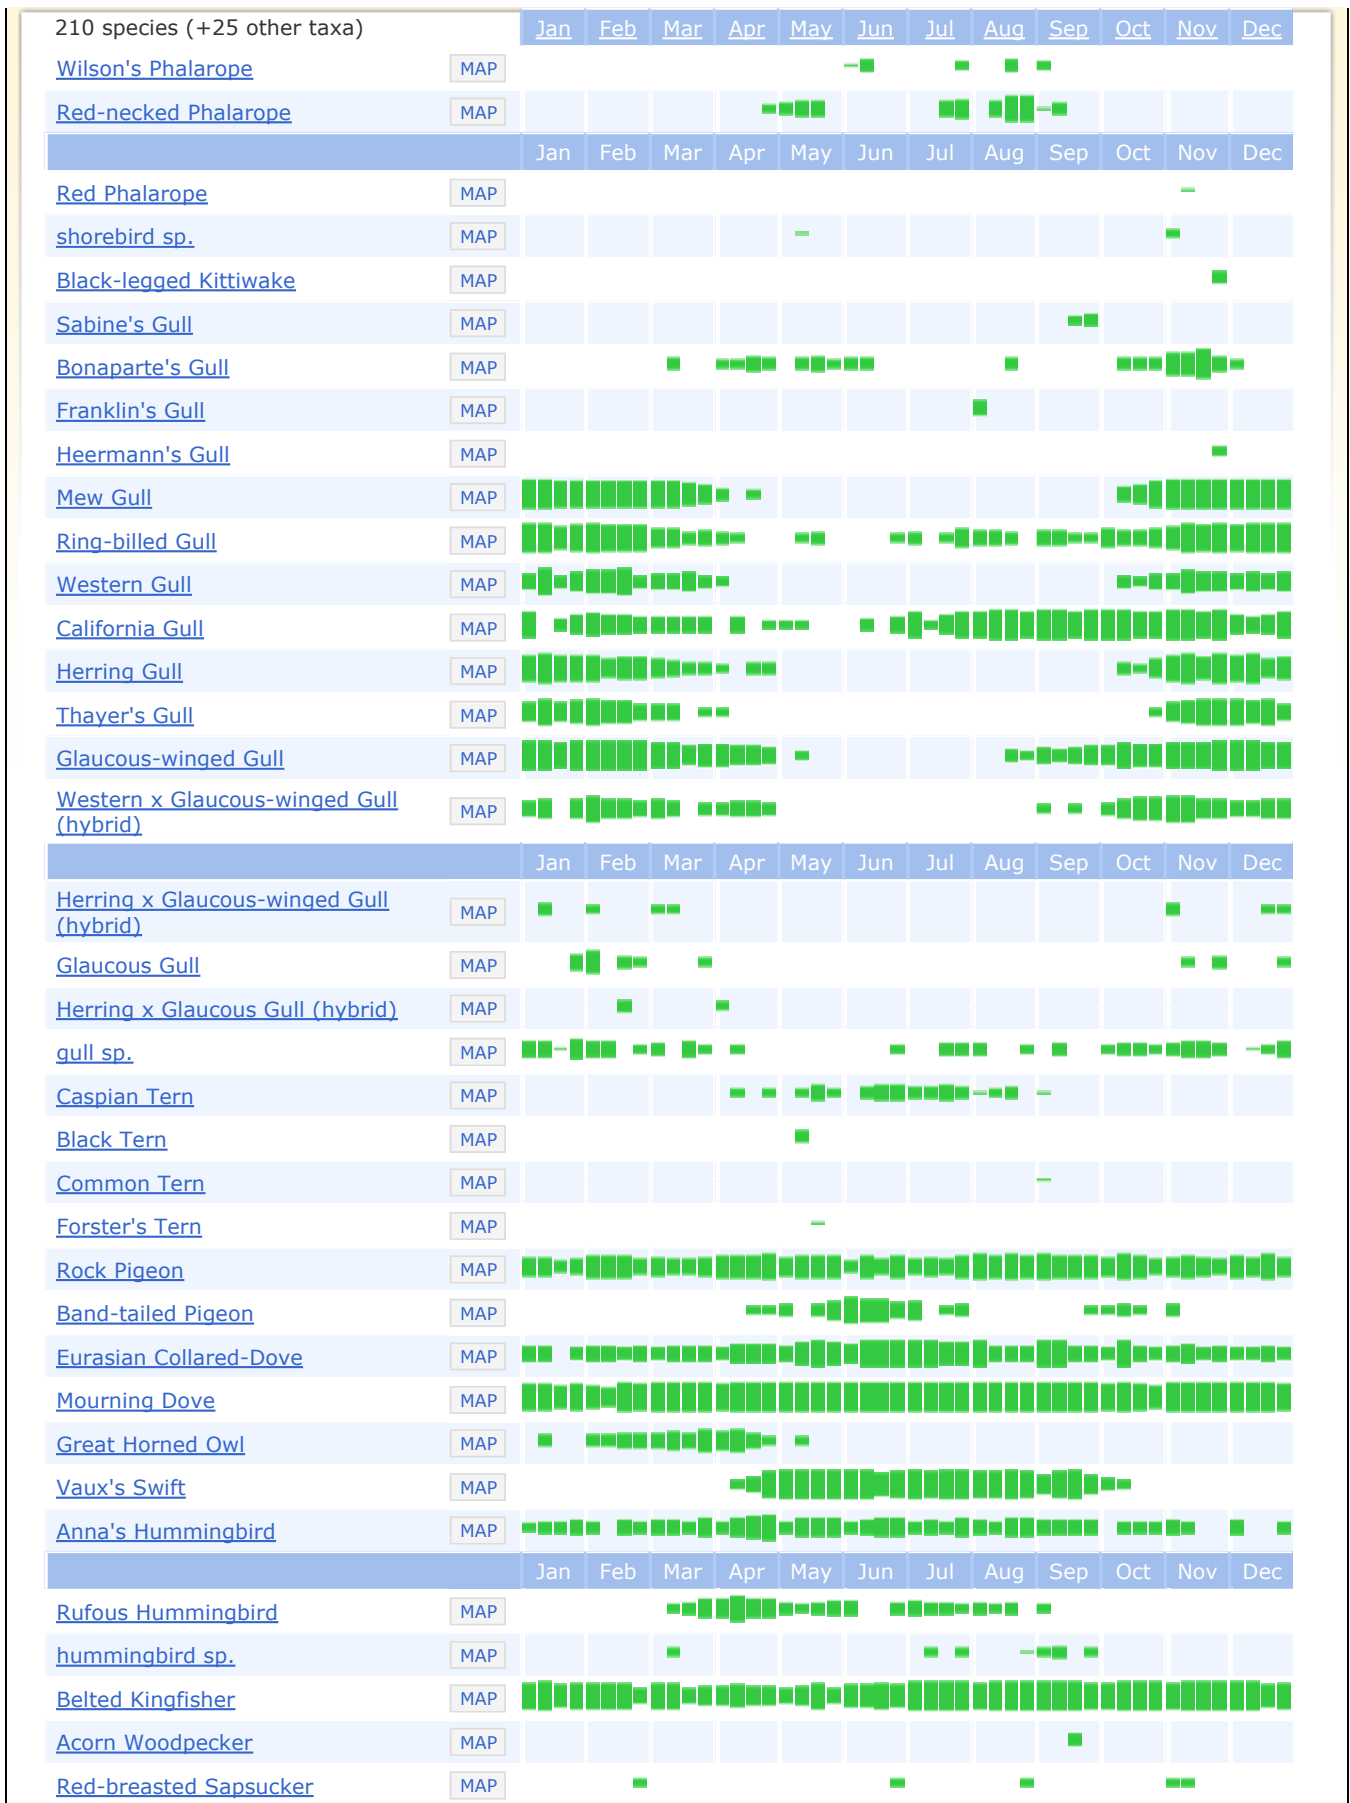 210 species (+25 other taxa) Jan Feb Mar Apr May Jun Jul Aug Sep Oct Nov Dec
Wilson's Phalarope MAP
Red-necked Phalarope MAP
Jan Feb Mar Apr May Jun Jul Aug Sep Oct Nov Dec
Red Phalarope MAP
shorebird sp. MAP
Black-legged Kittiwake MAP
Sabine's Gull MAP
Bonaparte's Gull MAP
Franklin's Gull MAP
Heermann's Gull MAP
Mew Gull MAP
Ring-billed Gull MAP
Western Gull MAP
California Gull MAP
Herring Gull MAP
Thayer's Gull MAP
Glaucous-winged Gull MAP
Western x Glaucous-winged Gull
(hybrid) MAP
Jan Feb Mar Apr May Jun Jul Aug Sep Oct Nov Dec
Herring x Glaucous-winged Gull
(hybrid) MAP
Glaucous Gull MAP
Herring x Glaucous Gull (hybrid) MAP
gull sp. MAP
Caspian Tern MAP
Black Tern MAP
Common Tern MAP
Forster's Tern MAP
Rock Pigeon MAP
Band-tailed Pigeon MAP
Eurasian Collared-Dove MAP
Mourning Dove MAP
Great Horned Owl MAP
Vaux's Swift MAP
Anna's Hummingbird MAP
Jan Feb Mar Apr May Jun Jul Aug Sep Oct Nov Dec
Rufous Hummingbird MAP
hummingbird sp. MAP
Belted Kingfisher MAP
Acorn Woodpecker MAP
Red-breasted Sapsucker MAP